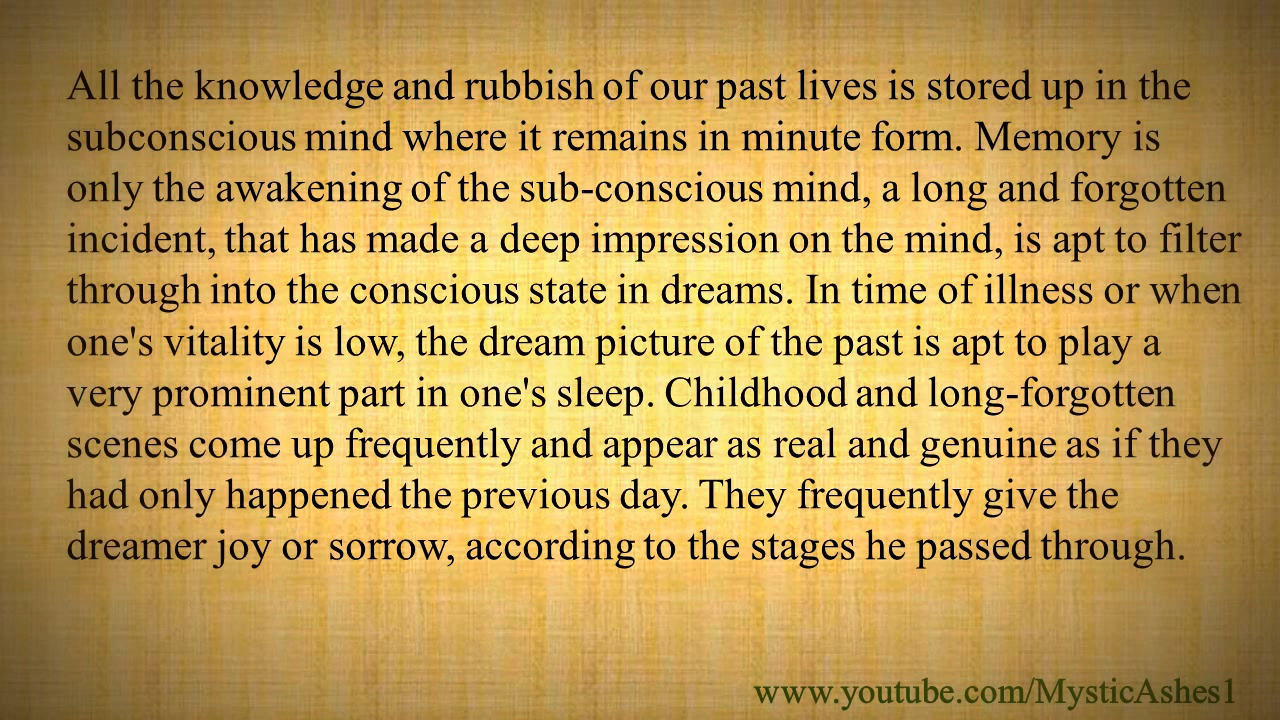 All the knowledge and rubbish of our past lives is stored up in the
subconscious mind where it remains in minute form. Memory is
only the awakening of the sub-conscious mind, a long and forgotten
incident, that has made a deep impression on the mind, is apt to filter
through into the conscious state in dreams. In time of illness or when
one's vitality is low, the dream picture of the past is apt to play a
very prominent part in one's sleep. Childhood and long-forgotten
scenes come up frequently and appear as real and genuine as if they
had only happened the previous day. They frequently give the
dreamer joy or sorrow, according to the stages he passed through.
www.youtube.com/MysticAshes1